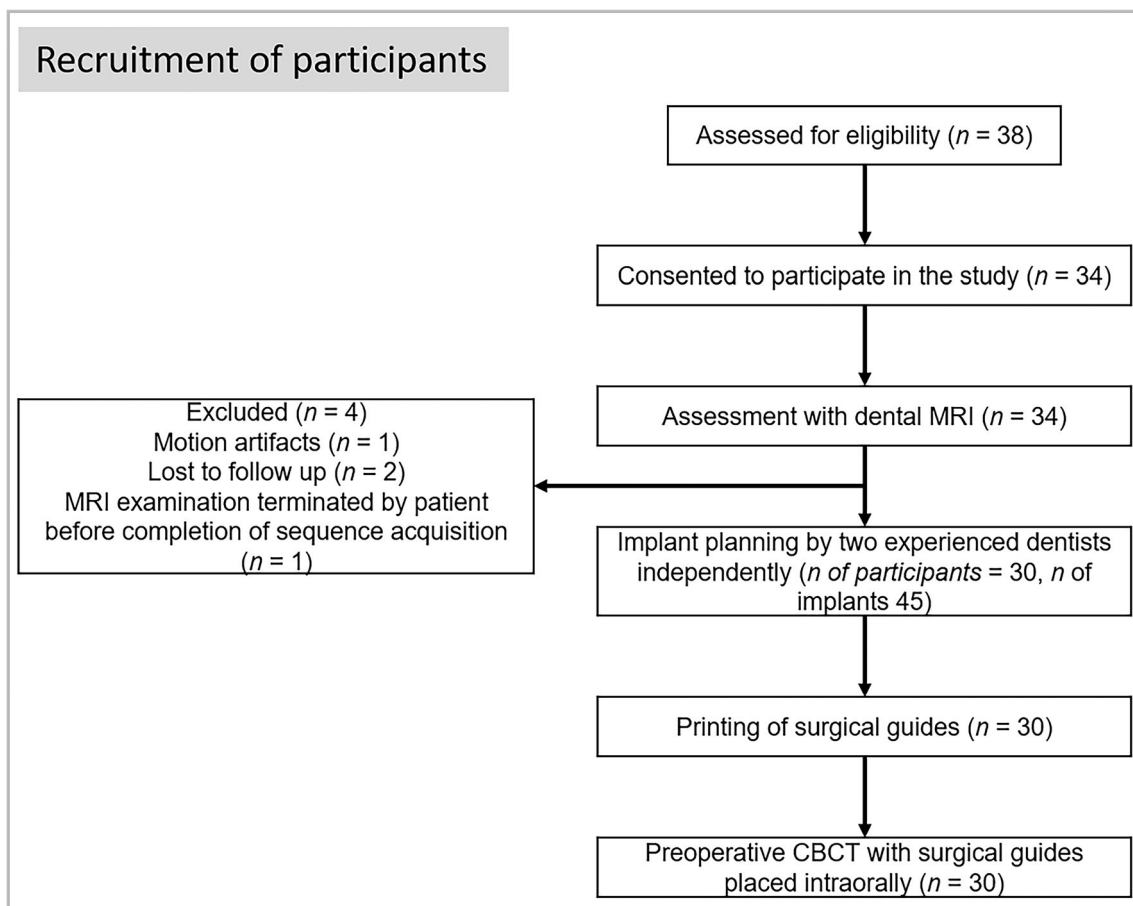 Recruitment of participants
Assessed for eligibility (n = 38)
Consented to participate in the study (n = 34)
Assessment with dental MRI (n = 34)
Excluded (n = 4)
Motion artifacts (n = 1)
Lost to follow up (n = 2)
MRI examination terminated by patient
before completion of sequence acquisition
(n = 1)
Implant planning by two experienced dentists
independently (n of participants = 30, n of
implants 45)
Printing of surgical guides (n = 30)
Preoperative CBCT with surgical guides
placed intraorally (n = 30)